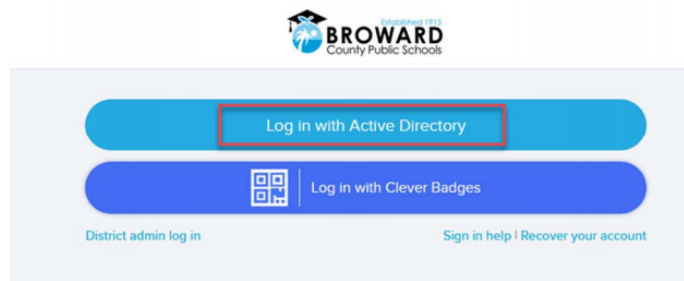 Established 1915
BROWARD
County Public Schools
Log in with Active Directory
Log in with Clever Badges
District admin log in
Sign in help | Recover your account